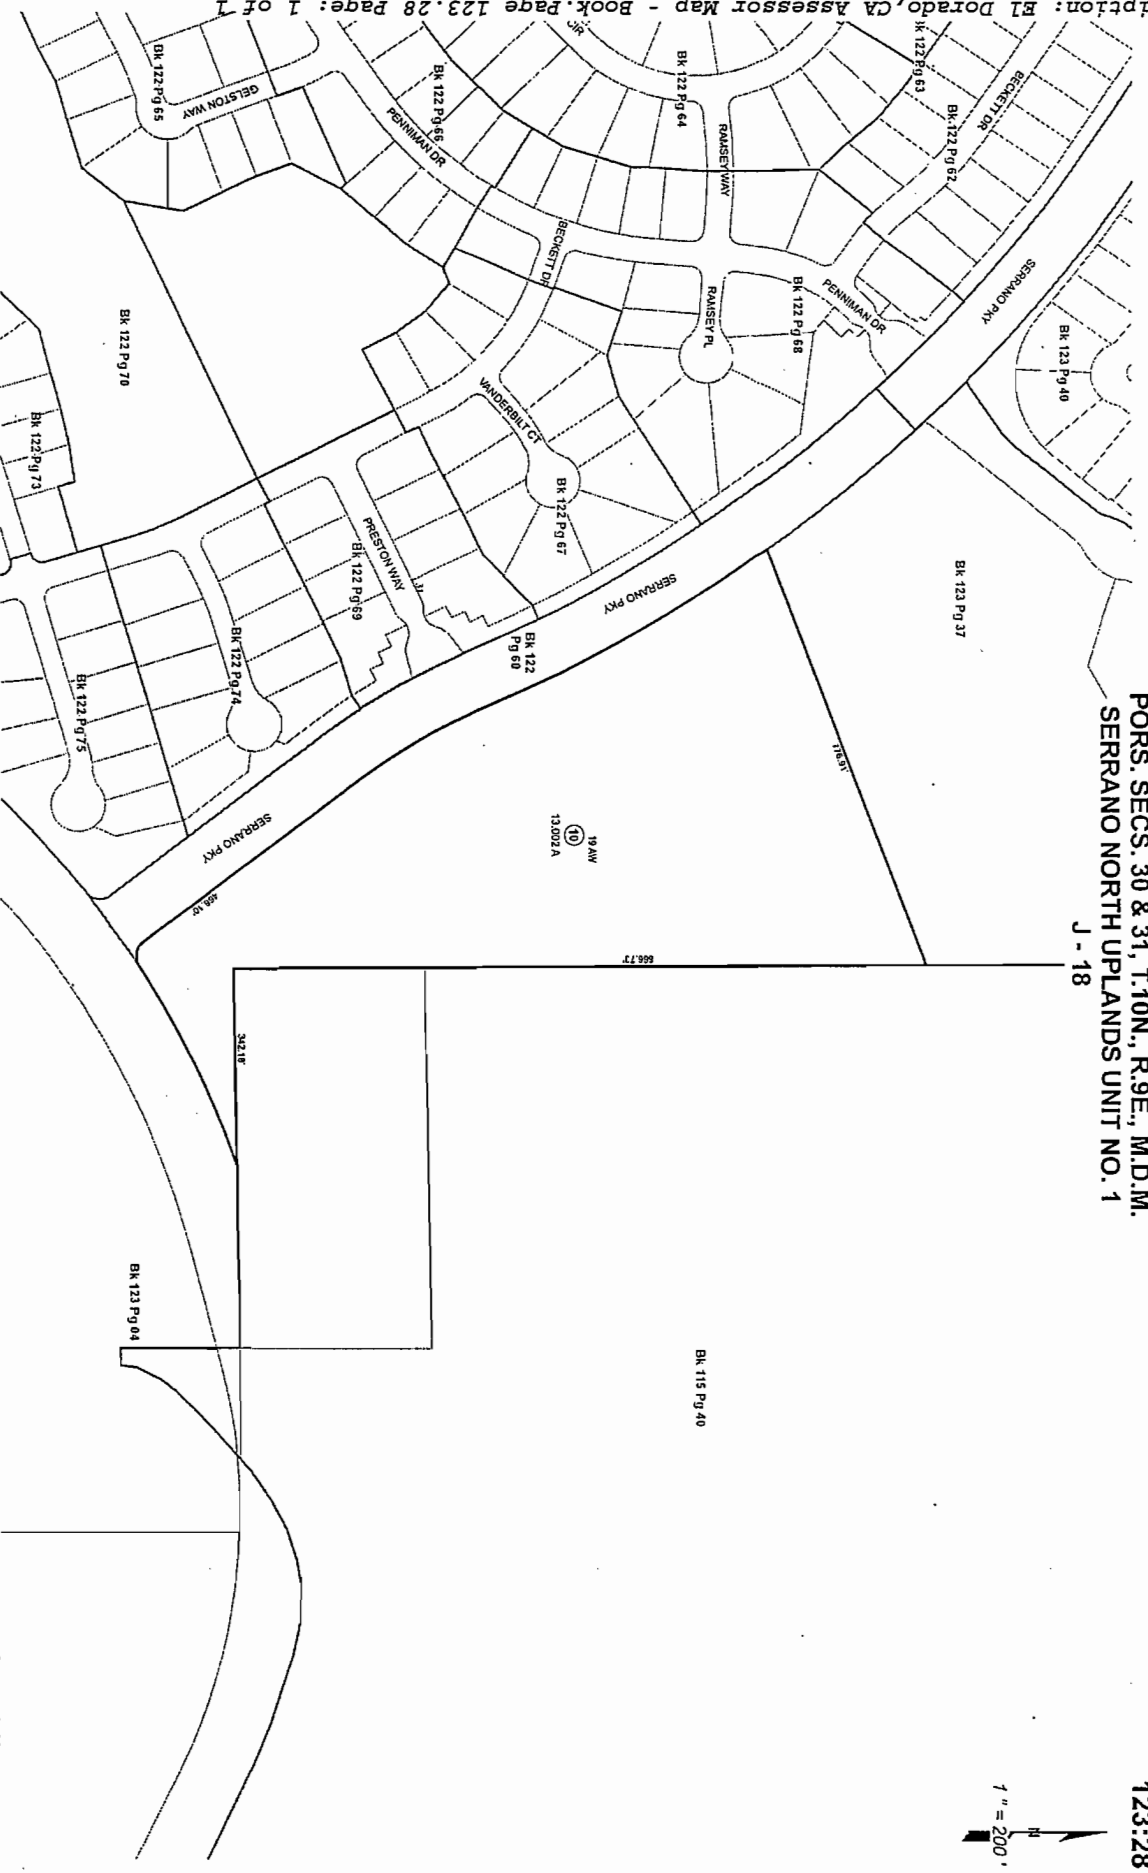 PORS. SECS. 30 & 31, T.10N., R.9E., M.D.M.
SERRANO NORTH UPLANDS UNIT NO. 1
J - 18
123:28
1" = 200'
N
Bk 123 Pg 40
SERRANO PKY
BECKETT DR
Bk 122 Pg 62
Bk 122 Pg 63
PENNIMAN DR
Bk 122 Pg 68
RAMSEY WAY
RAMSEY PL
Bk 122 Pg 64
CIR
Bk 123 Pg 37
776.91'
BECKETT DR
VANDERBILT CT
Bk 122 Pg 67
SERRANO PKY
Bk 122
Pg 60
PENNIMAN DR
Bk 122 Pg 66
PRESTON WAY
Bk 122 Pg 69
19 AW
10
13.002 A
666.73'
Bk 115 Pg 40
GELSTON WAY
Bk 122 Pg 65
Bk 122 Pg 70
Bk 122 Pg 74
SERRANO PKY
466.10'
342.18'
Bk 122 Pg 73
Bk 122 Pg 75
Bk 123 Pg 04
iption: El Dorado,CA Assessor Map - Book.Page 123.28 Page: 1 of 1